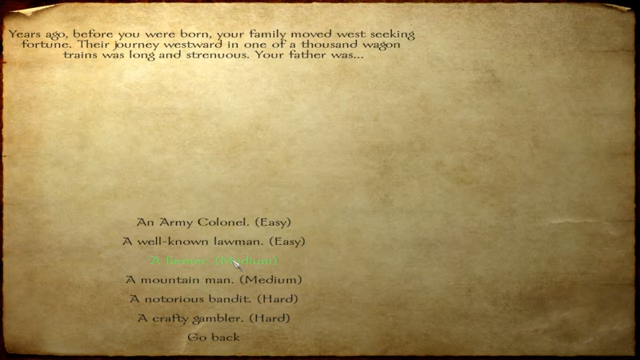 Years ago, before you were born, your family moved west seeking
fortune. Their journey westward in one of a thousand wagon
trains was long and strenuous. Your father was...
An Army Colonel. (Easy)
A well-known lawman. (Easy)
A farmer. (Medium)
A mountain man. (Medium)
A notorious bandit. (Hard)
A crafty gambler. (Hard)
Go back